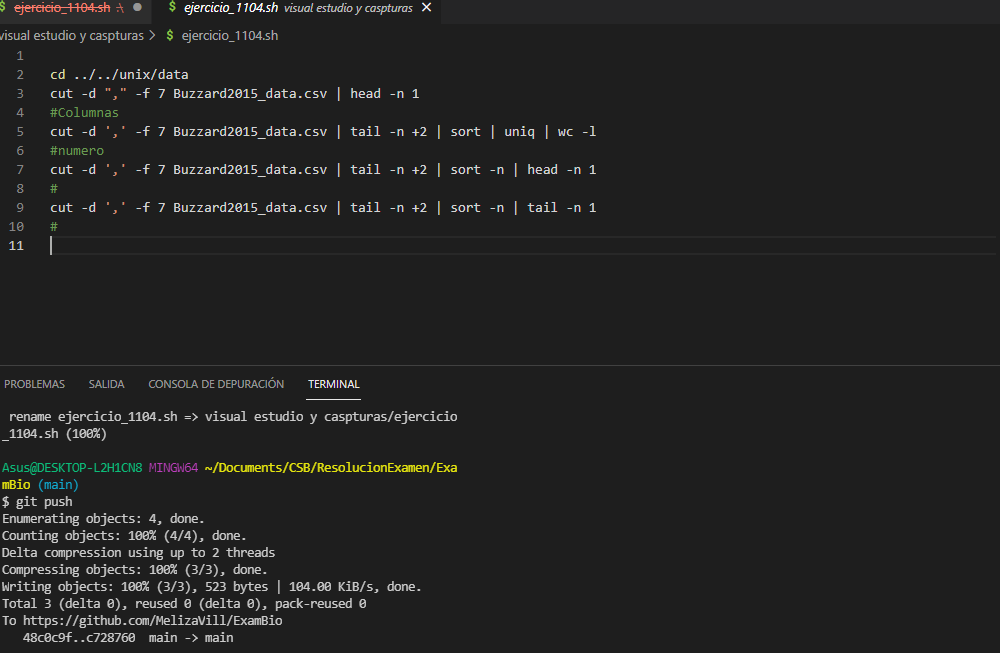 $ ejercicio_1104.sh .\ ● $ ejercicio_1104.sh visual estudio y caspturas ×
visual estudio y caspturas > $ ejercicio_1104.sh
1
2 cd ../../unix/data
3 cut -d "," -f 7 Buzzard2015_data.csv | head -n 1
4 #Columnas
5 cut -d ',' -f 7 Buzzard2015_data.csv | tail -n +2 | sort | uniq | wc -l
6 #numero
7 cut -d ',' -f 7 Buzzard2015_data.csv | tail -n +2 | sort -n | head -n 1
8 #
9 cut -d ',' -f 7 Buzzard2015_data.csv | tail -n +2 | sort -n | tail -n 1
10 #
11
PROBLEMAS SALIDA CONSOLA DE DEPURACIÓN TERMINAL
rename ejercicio_1104.sh => visual estudio y caspturas/ejercicio
_1104.sh (100%)
Asus@DESKTOP-L2H1CN8 MINGW64 ~/Documents/CSB/ResolucionExamen/Exa
mBio (main)
$ git push
Enumerating objects: 4, done.
Counting objects: 100% (4/4), done.
Delta compression using up to 2 threads
Compressing objects: 100% (3/3), done.
Writing objects: 100% (3/3), 523 bytes | 104.00 KiB/s, done.
Total 3 (delta 0), reused 0 (delta 0), pack-reused 0
To https://github.com/MelizaVill/ExamBio
48c0c9f..c728760 main -> main